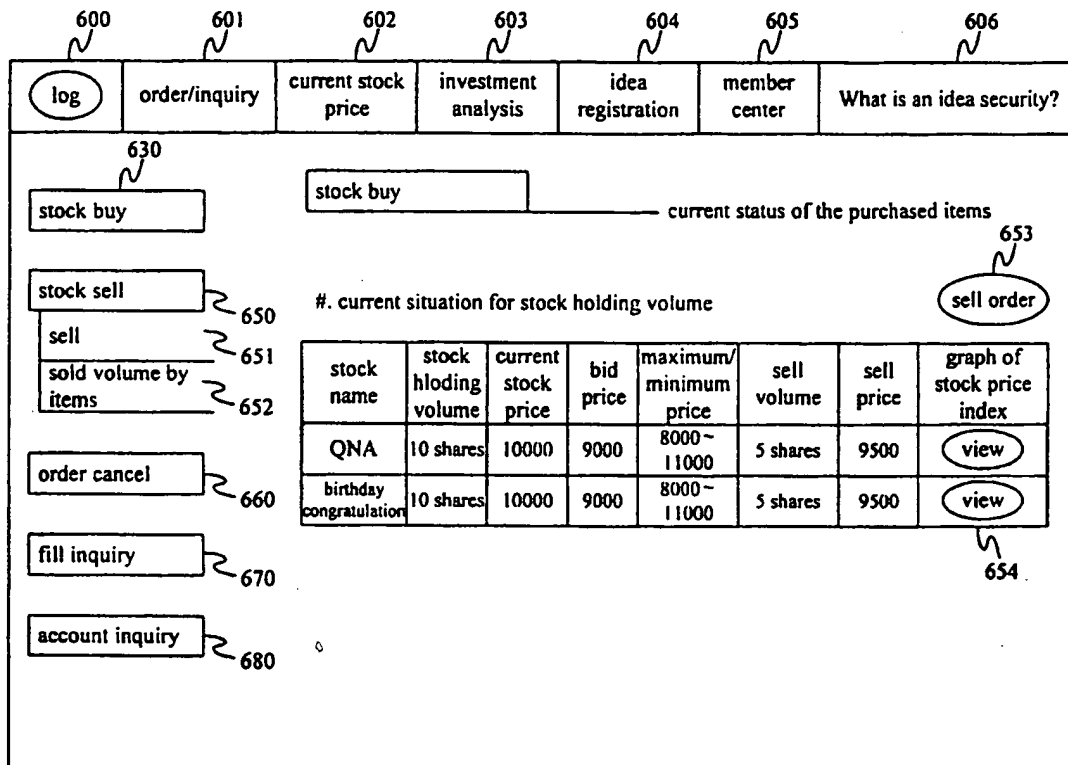 600 601 602 603 604 605 606
log order/inquiry current stock price investment analysis idea registration member center What is an idea security?
630
stock buy
stock sell
650
sell
651
sold volume by items
652
order cancel
660
fill inquiry
670
account inquiry
680
stock buy
current status of the purchased items
653
sell order
#. current situation for stock holding volume
stock name stock hloding volume current stock price bid price maximum/ minimum price sell volume sell price graph of stock price index
QNA 10 shares 10000 9000 8000~ 11000 5 shares 9500 view
birthday congratulation 10 shares 10000 9000 8000~ 11000 5 shares 9500 view
654